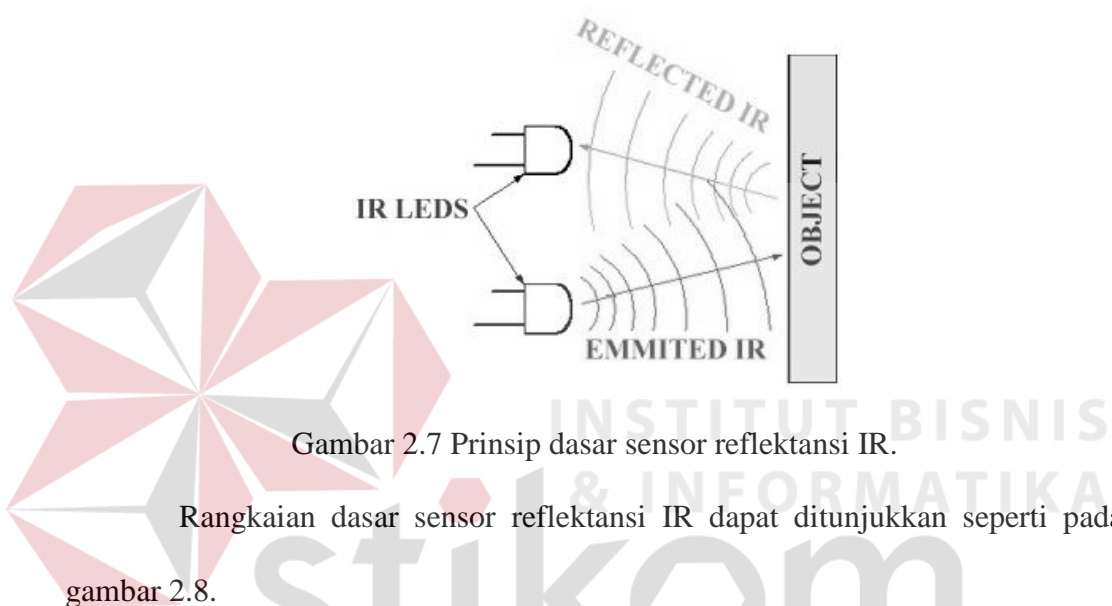 REFLECTED IR
IR LEDS
OBJECT
EMMITED IR
INSTITUT BISNIS
Gambar 2.7 Prinsip dasar sensor reflektansi IR.
& INFORMATIKA
Rangkaian dasar sensor reflektansi IR dapat ditunjukkan seperti pada
stikom
gambar 2.8.